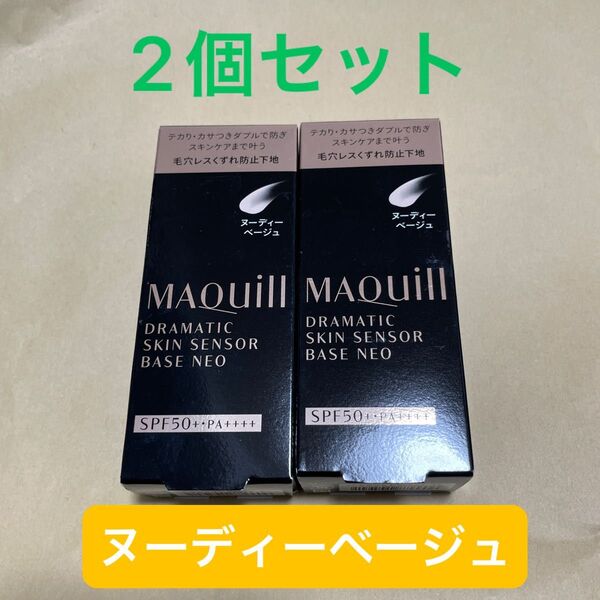 2個セット
テカリ・カサつきダブルで防ぎ
スキンケアまで叶う
毛穴レスくずれ防止下地
ヌーディー
ベージュ
MAQuill
DRAMATIC
SKIN SENSOR
BASE NEO
SPF50+・PA++++
テカリ・カサつきダブルで防ぎ
スキンケアまで叶う
毛穴レスくずれ防止下地
ヌーディー
ベージュ
MAQuill
DRAMATIC
SKIN SENSOR
BASE NEO
SPF50+・PA++++
ヌーディーベージュ